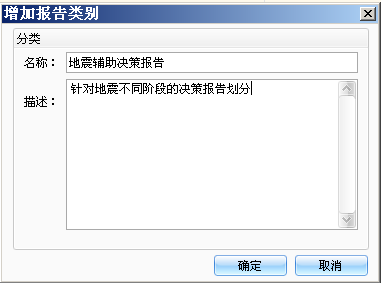 增加报告类别
分类
名称： 地震辅助决策报告
描述： 针对地震不同阶段的决策报告划分
确定 取消